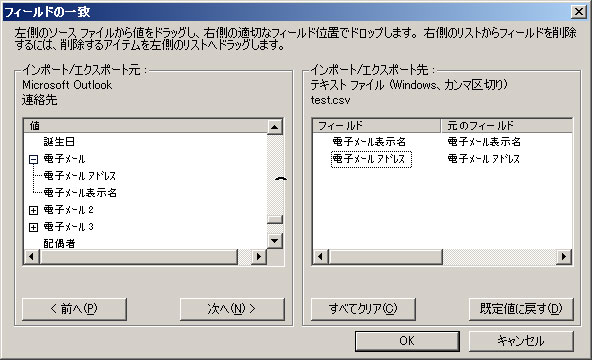 フィールドの一致
左側のソース ファイルから値をドラッグし、右側の適切なフィールド位置でドロップします。 右側のリストからフィールドを削除
するには、削除するアイテムを左側のリストへドラッグします。
インポート/エクスポート元 :
Microsoft Outlook
連絡先
値
誕生日
電子メール
電子メール アドレス
電子メール表示名
電子メール 2
電子メール 3
配偶者
< 前へ(P)
次へ(N) >
インポート/エクスポート先 :
テキスト ファイル (Windows、カンマ区切り)
test.csv
フィールド 元のフィールド
電子メール表示名 電子メール表示名
電子メール アドレス 電子メール アドレス
すべてクリア(C)
既定値に戻す(D)
OK
キャンセル